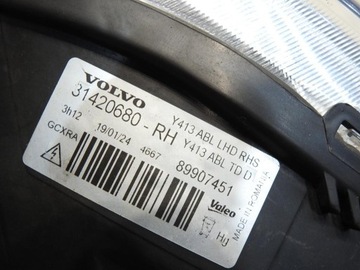 VOLVO
31420680-RH
Y413 ABL LHD RHS
Y413 ABL TD D
3h12
19/01/24
4667
89907451
GCXRA
Valeo
MADE IN ROMANIA
HU